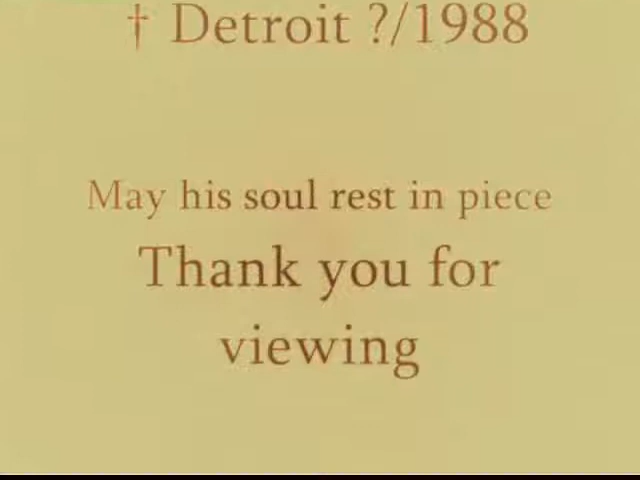 † Detroit ?/1988
May his soul rest in piece
Thank you for
viewing